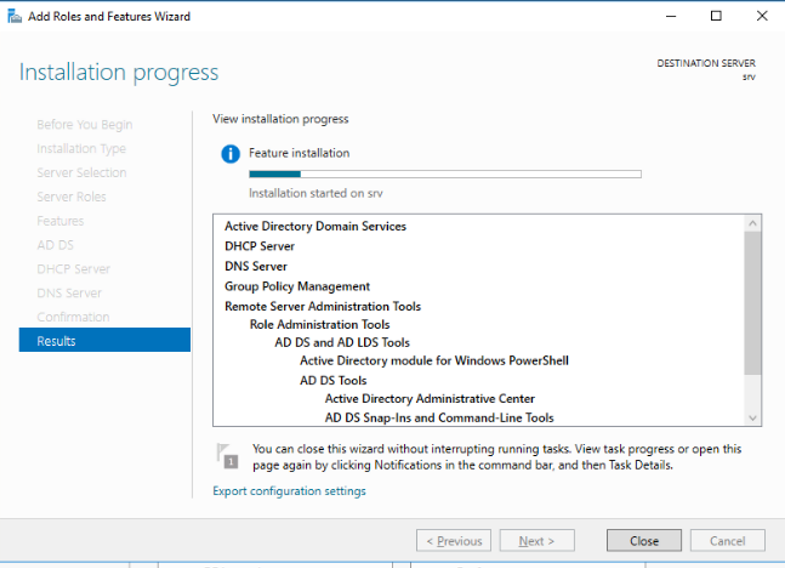 Add Roles and Features Wizard
Installation progress
DESTINATION SERVER
srv
Before You Begin
Installation Type
Server Selection
Server Roles
Features
AD DS
DHCP Server
DNS Server
Confirmation
Results
View installation progress
Feature installation
Installation started on srv
Active Directory Domain Services
DHCP Server
DNS Server
Group Policy Management
Remote Server Administration Tools
Role Administration Tools
AD DS and AD LDS Tools
Active Directory module for Windows PowerShell
AD DS Tools
Active Directory Administrative Center
AD DS Snap-Ins and Command-Line Tools
1
You can close this wizard without interrupting running tasks. View task progress or open this
page again by clicking Notifications in the command bar, and then Task Details.
Export configuration settings
< Previous
Next >
Close
Cancel